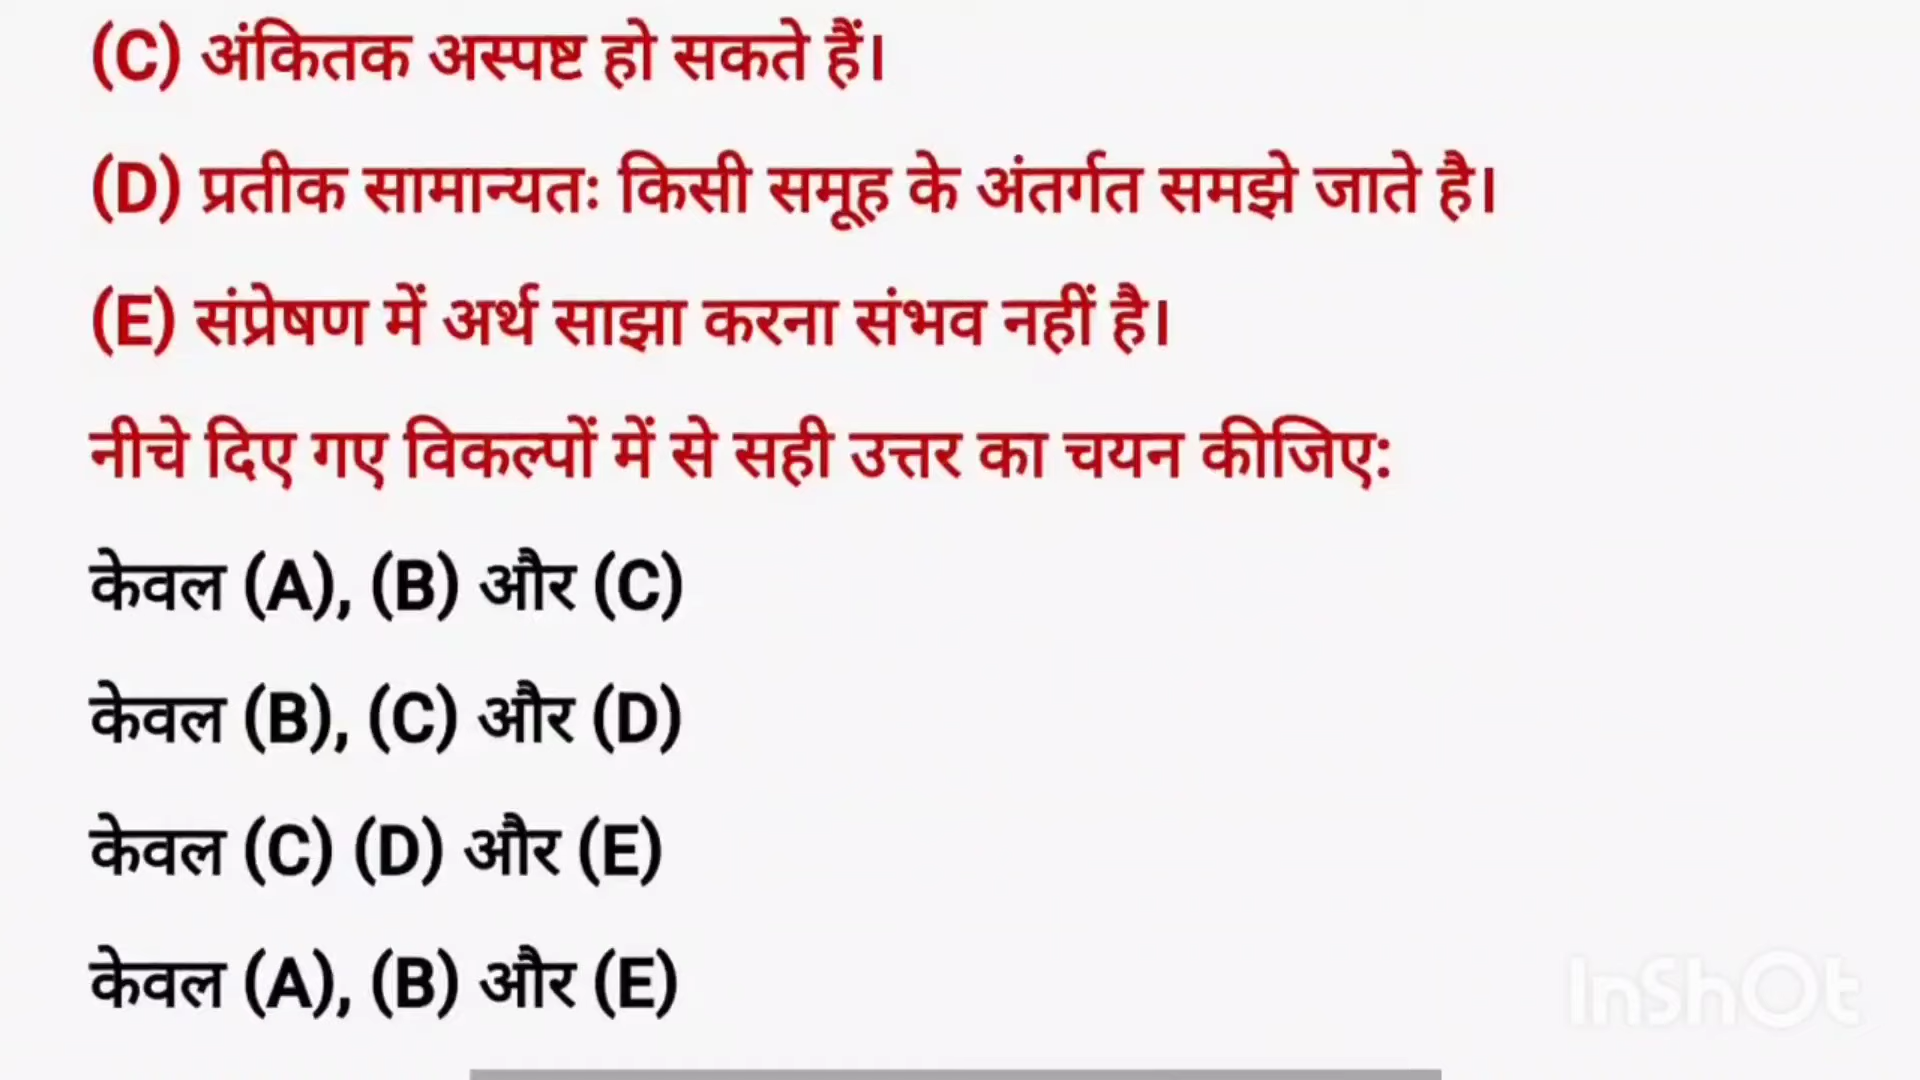 (C) अंकितक अस्पष्ट हो सकते हैं।
(D) प्रतीक सामान्यतः किसी समूह के अंतर्गत समझे जाते है।
(E) संप्रेषण में अर्थ साझा करना संभव नहीं है।
नीचे दिए गए विकल्पों में से सही उत्तर का चयन कीजिए:
केवल (A), (B) और (C)
केवल (B), (C) और (D)
केवल (C) (D) और (E)
केवल (A), (B) और (E)
InShOt